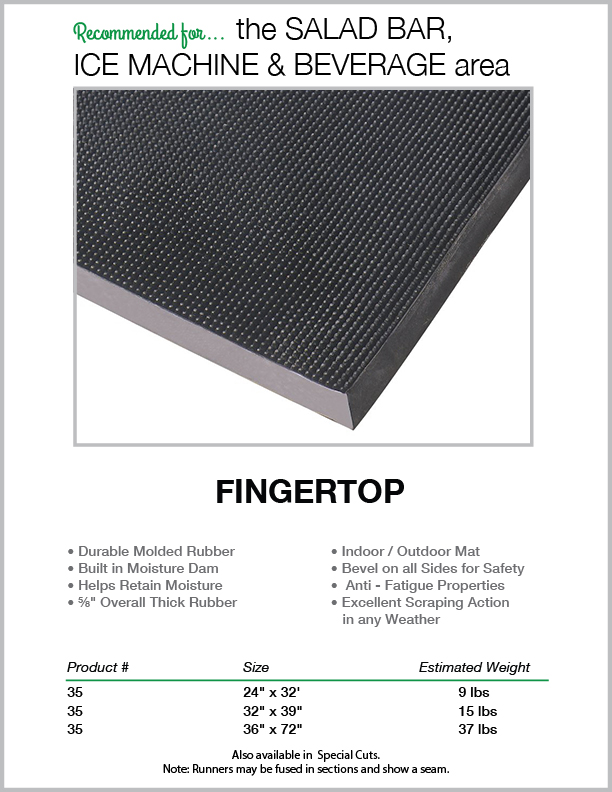 Recommended for... the SALAD BAR,
ICE MACHINE & BEVERAGE area
FINGERTOP
• Durable Molded Rubber
• Built in Moisture Dam
• Helps Retain Moisture
• ⅝" Overall Thick Rubber
• Indoor / Outdoor Mat
• Bevel on all Sides for Safety
• Anti - Fatigue Properties
• Excellent Scraping Action
in any Weather
Product # Size Estimated Weight
35 24" x 32' 9 lbs
35 32" x 39" 15 lbs
35 36" x 72" 37 lbs
Also available in Special Cuts.
Note: Runners may be fused in sections and show a seam.